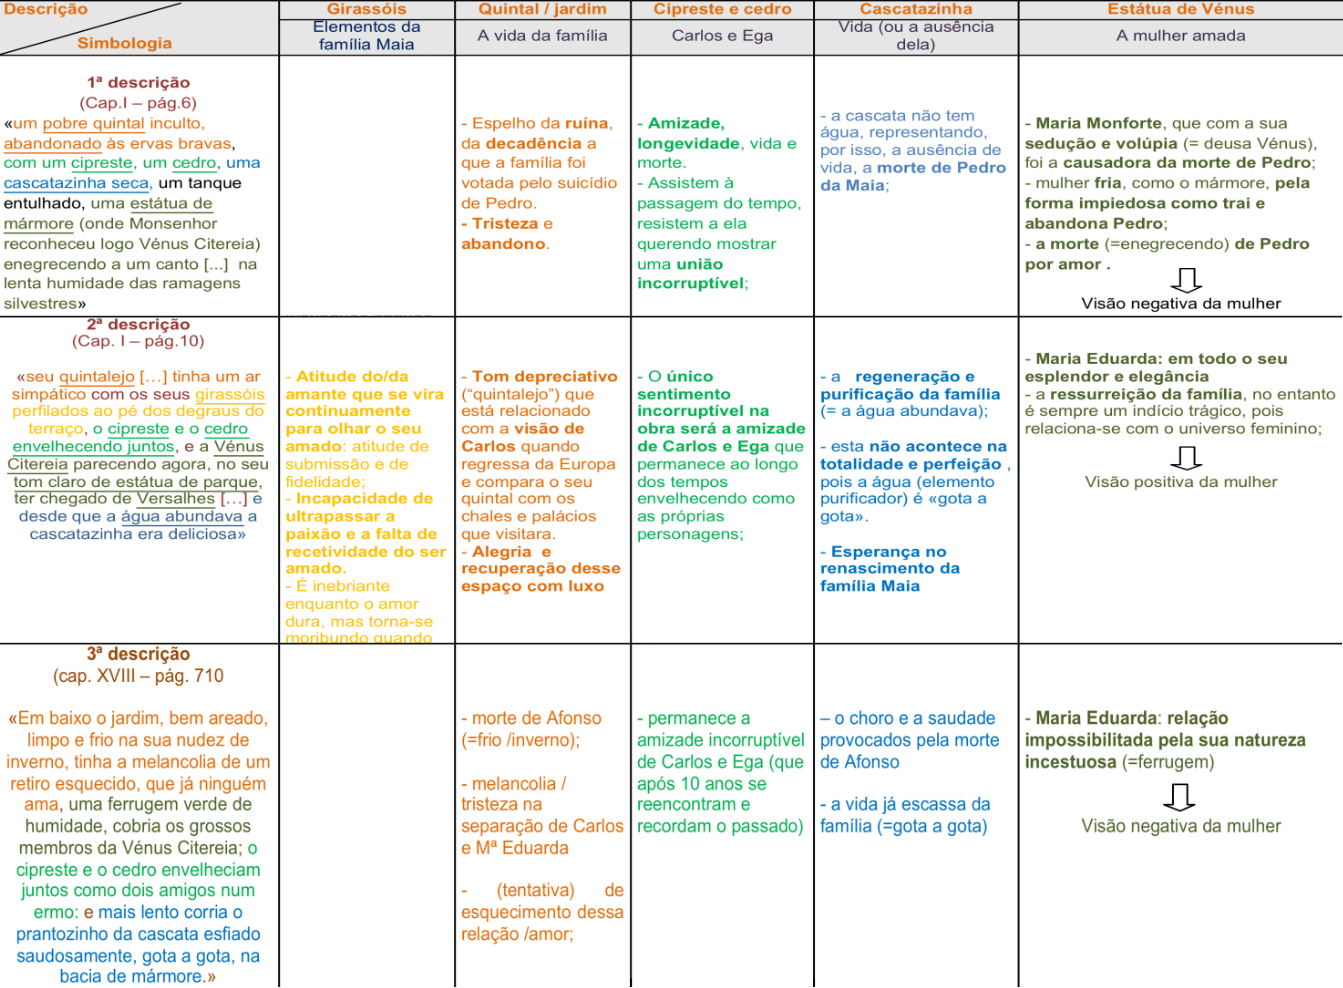 Descrição
Simbologia
Girassóis
Elementos da
família Maia
Quintal / jardim
A vida da família
Cipreste e cedro
Carlos e Ega
Cascatazinha
Vida (ou a ausência
dela)
Estátua de Vénus
A mulher amada
1ª descrição
(Cap.I – pág.6)
«um pobre quintal inculto,
abandonado às ervas bravas,
com um cipreste, um cedro, uma
cascatazinha seca, um tanque
entulhado, uma estátua de
mármore (onde Monsenhor
reconheceu logo Vénus Citereia)
enegrecendo a um canto [...] na
lenta humidade das ramagens
silvestres»
- Espelho da ruína,
da decadência a
que a família foi
votada pelo suicídio
de Pedro.
- Tristeza e
abandono.
- Amizade,
longevidade, vida e
morte.
- Assistem à
passagem do tempo,
resistem a ela
querendo mostrar
uma união
incorruptível;
- a cascata não tem
água, representando,
por isso, a ausência de
vida, a morte de Pedro
da Maia;
- Maria Monforte, que com a sua
sedução e volúpia (= deusa Vénus),
foi a causadora da morte de Pedro;
- mulher fria, como o mármore, pela
forma impiedosa como trai e
abandona Pedro;
- a morte (=enegrecendo) de Pedro
por amor .
Visão negativa da mulher
2ª descrição
(Cap. I – pág.10)
«seu quintalejo […] tinha um ar
simpático com os seus girassóis
perfilados ao pé dos degraus do
terraço, o cipreste e o cedro
envelhecendo juntos, e a Vénus
Citereia parecendo agora, no seu
tom claro de estátua de parque,
ter chegado de Versalhes […] e
desde que a água abundava a
cascatazinha era deliciosa»
- Atitude do/da
amante que se vira
continuamente
para olhar o seu
amado: atitude de
submissão e de
fidelidade;
- Incapacidade de
ultrapassar a
paixão e a falta de
recetividade do ser
amado.
- É inebriante
enquanto o amor
dura, mas torna-se
moribundo quando
- Tom depreciativo
(“quintalejo”) que
está relacionado
com a visão de
Carlos quando
regressa da Europa
e compara o seu
quintal com os
chales e palácios
que visitara.
- Alegria e
recuperação desse
espaço com luxo
- O único
sentimento
incorruptível na
obra será a amizade
de Carlos e Ega que
permanece ao longo
dos tempos
envelhecendo como
as próprias
personagens;
- a regeneração e
purificação da família
(= a água abundava);
- esta não acontece na
totalidade e perfeição ,
pois a água (elemento
purificador) é «gota a
gota».
- Esperança no
renascimento da
família Maia
- Maria Eduarda: em todo o seu
esplendor e elegância
- a ressurreição da família, no entanto
é sempre um indício trágico, pois
relaciona-se com o universo feminino;
Visão positiva da mulher
3ª descrição
(cap. XVIII – pág. 710
«Em baixo o jardim, bem areado,
limpo e frio na sua nudez de
inverno, tinha a melancolia de um
retiro esquecido, que já ninguém
ama, uma ferrugem verde de
humidade, cobria os grossos
membros da Vénus Citereia; o
cipreste e o cedro envelheciam
juntos como dois amigos num
ermo: e mais lento corria o
prantozinho da cascata esfiado
saudosamente, gota a gota, na
bacia de mármore.»
- morte de Afonso
(=frio /inverno);
- melancolia /
tristeza na
separação de Carlos
e Mª Eduarda
- (tentativa) de
esquecimento dessa
relação /amor;
- permanece a
amizade incorruptível
de Carlos e Ega (que
após 10 anos se
reencontram e
recordam o passado)
– o choro e a saudade
provocados pela morte
de Afonso
- a vida já escassa da
família (=gota a gota)
- Maria Eduarda: relação
impossibilitada pela sua natureza
incestuosa (=ferrugem)
Visão negativa da mulher